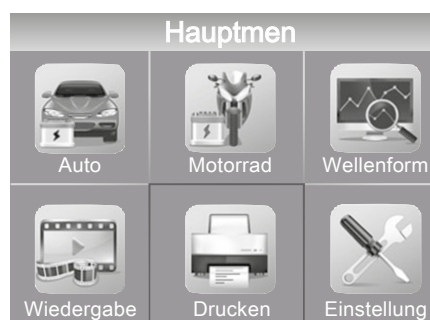 Hauptmen
Auto Motorrad Wellenform
Wiedergabe Drucken Einstellung